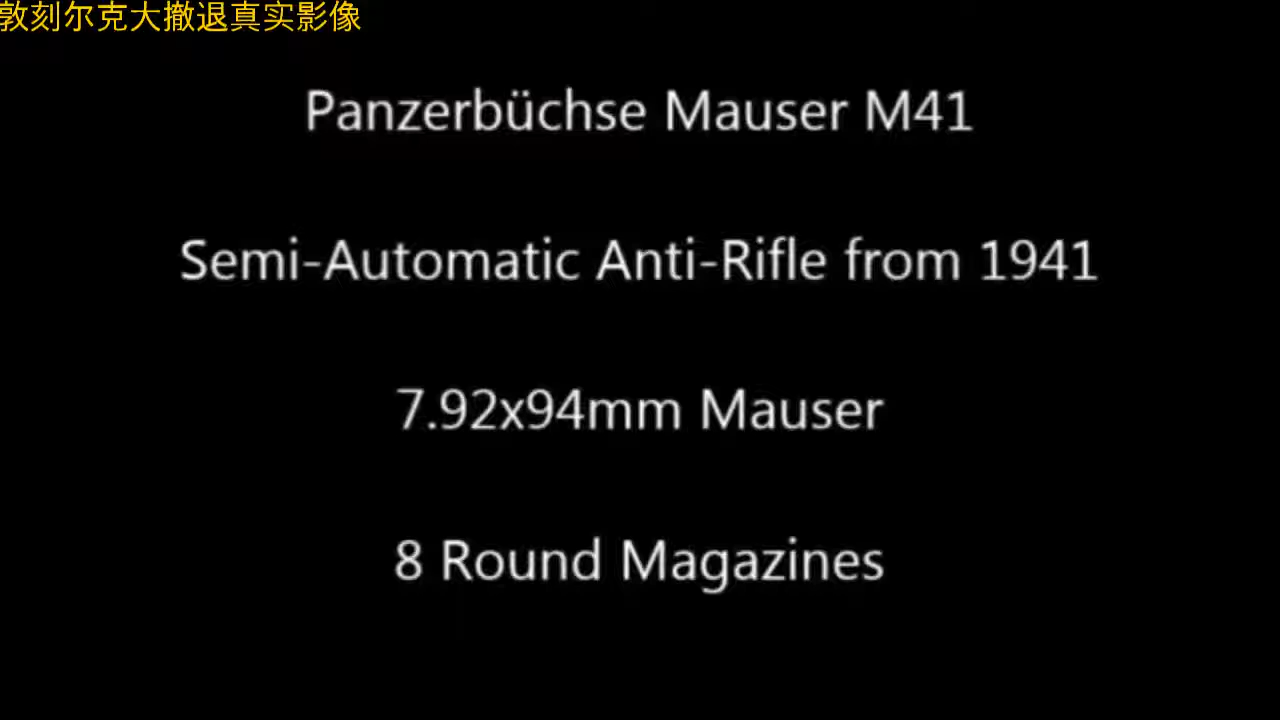 敦刻尔克大撤退真实影像
Panzerbüchse Mauser M41
Semi-Automatic Anti-Rifle from 1941
7.92x94mm Mauser
8 Round Magazines